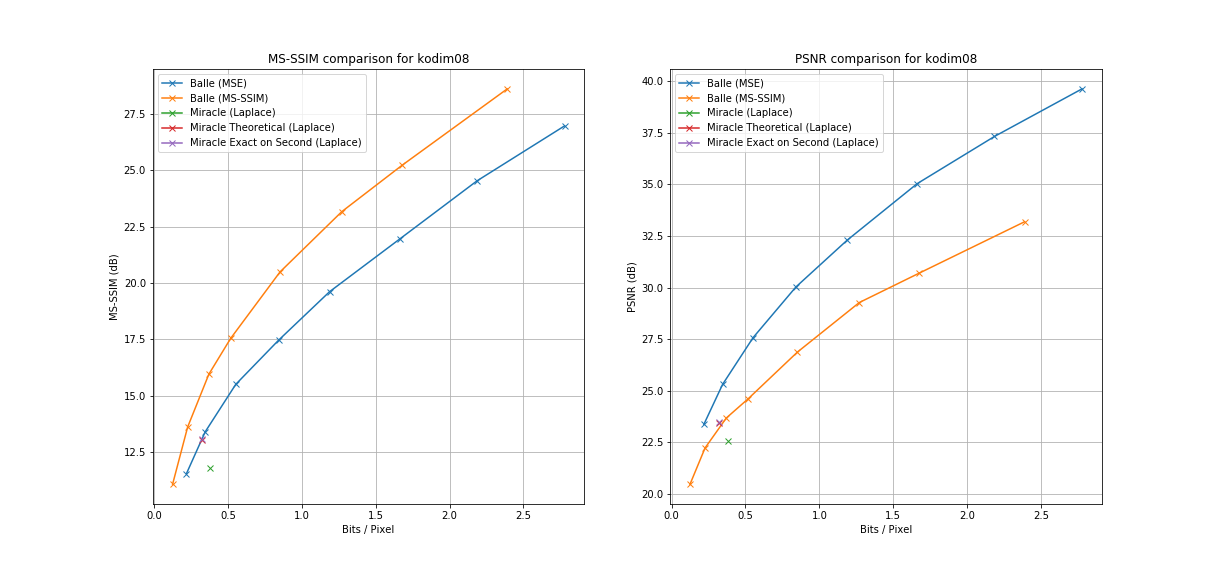 MS-SSIM comparison for kodim08
Balle (MSE)
Balle (MS-SSIM)
Miracle (Laplace)
Miracle Theoretical (Laplace)
Miracle Exact on Second (Laplace)
27.5
25.0
22.5
20.0
17.5
15.0
12.5
MS-SSIM (dB)
0.0 0.5 1.0 1.5 2.0 2.5
Bits / Pixel
PSNR comparison for kodim08
Balle (MSE)
Balle (MS-SSIM)
Miracle (Laplace)
Miracle Theoretical (Laplace)
Miracle Exact on Second (Laplace)
40.0
37.5
35.0
32.5
30.0
27.5
25.0
22.5
20.0
PSNR (dB)
0.0 0.5 1.0 1.5 2.0 2.5
Bits / Pixel